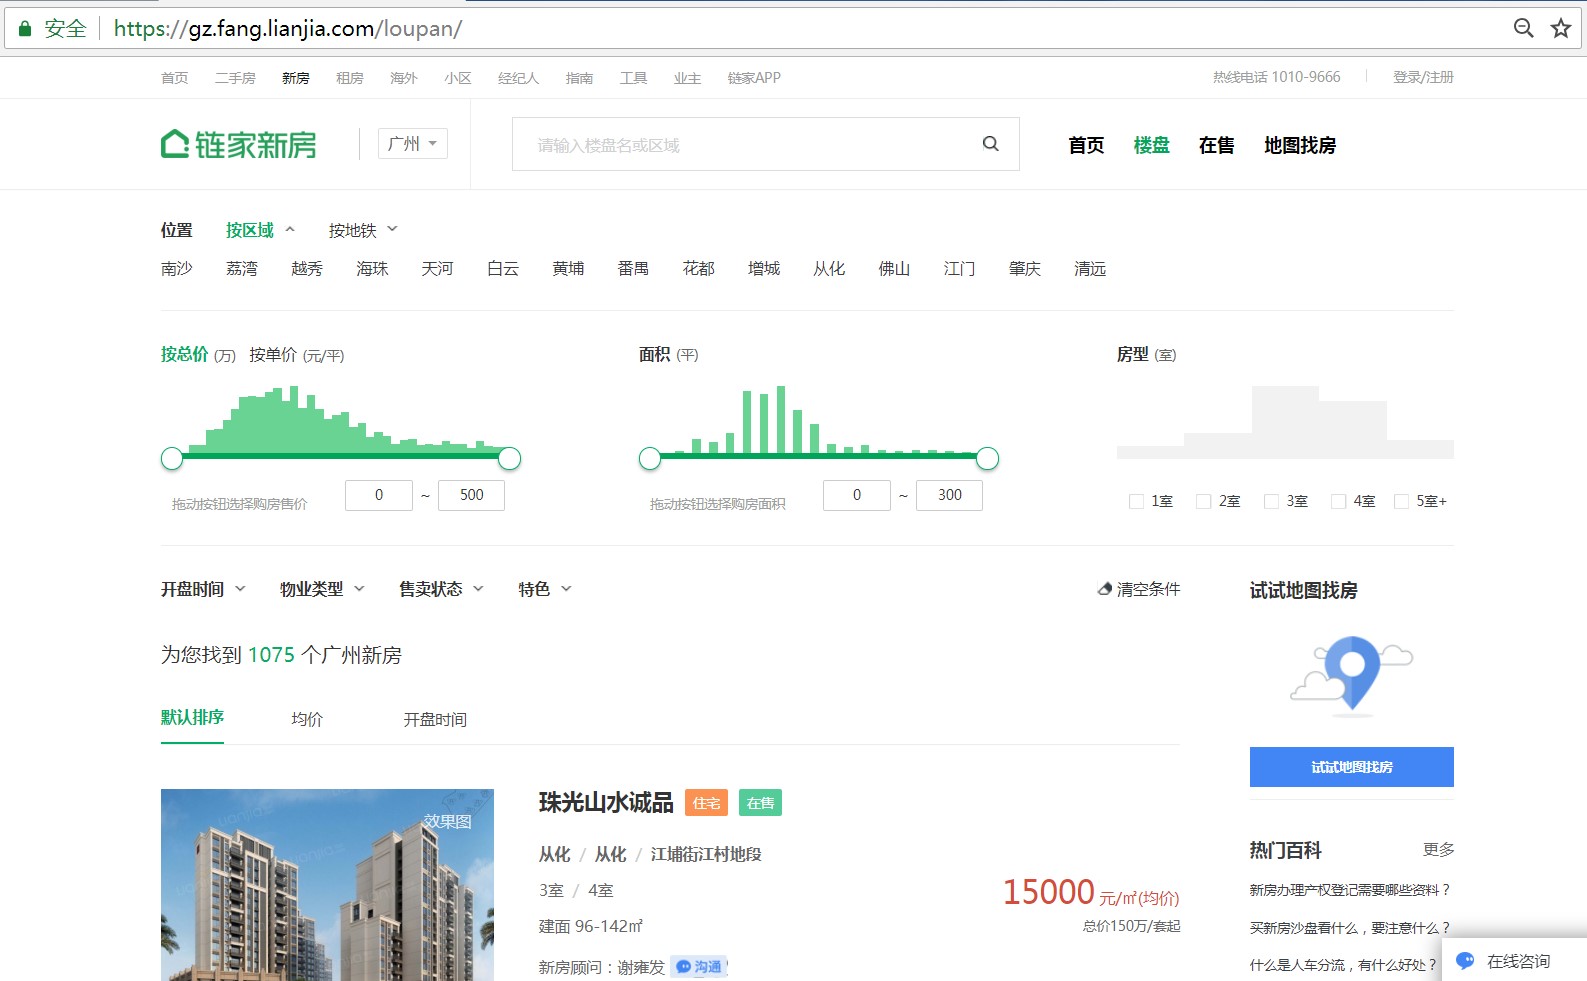 安全 https://gz.fang.lianjia.com/loupan/
首页 二手房 新房 租房 海外 小区 经纪人 指南 工具 业主 链家APP 热线电话 1010-9666 登录/注册
链家新房 广州 请输入楼盘名或区域 首页 楼盘 在售 地图找房
位置 按区域 按地铁
南沙 荔湾 越秀 海珠 天河 白云 黄埔 番禺 花都 增城 从化 佛山 江门 肇庆 清远
按总价 (万) 按单价 (元/平) 面积 (平) 房型 (室)
拖动按钮选择购房售价 0 ~ 500 拖动按钮选择购房面积 0 ~ 300 1室 2室 3室 4室 5室+
开盘时间 物业类型 售卖状态 特色 清空条件
为您找到 1075 个广州新房
默认排序 均价 开盘时间
效果图
lianjia
珠光山水诚品 住宅 在售
从化 / 从化 / 江埔街江村地段
3室 / 4室
建面 96-142㎡
新房顾问：谢雍发 沟通
15000 元/㎡(均价)
总价150万/套起
试试地图找房
试试地图找房
热门百科 更多
新房办理产权登记需要哪些资料？
买新房沙盘看什么，要注意什么？
什么是人车分流，有什么好处？
在线咨询